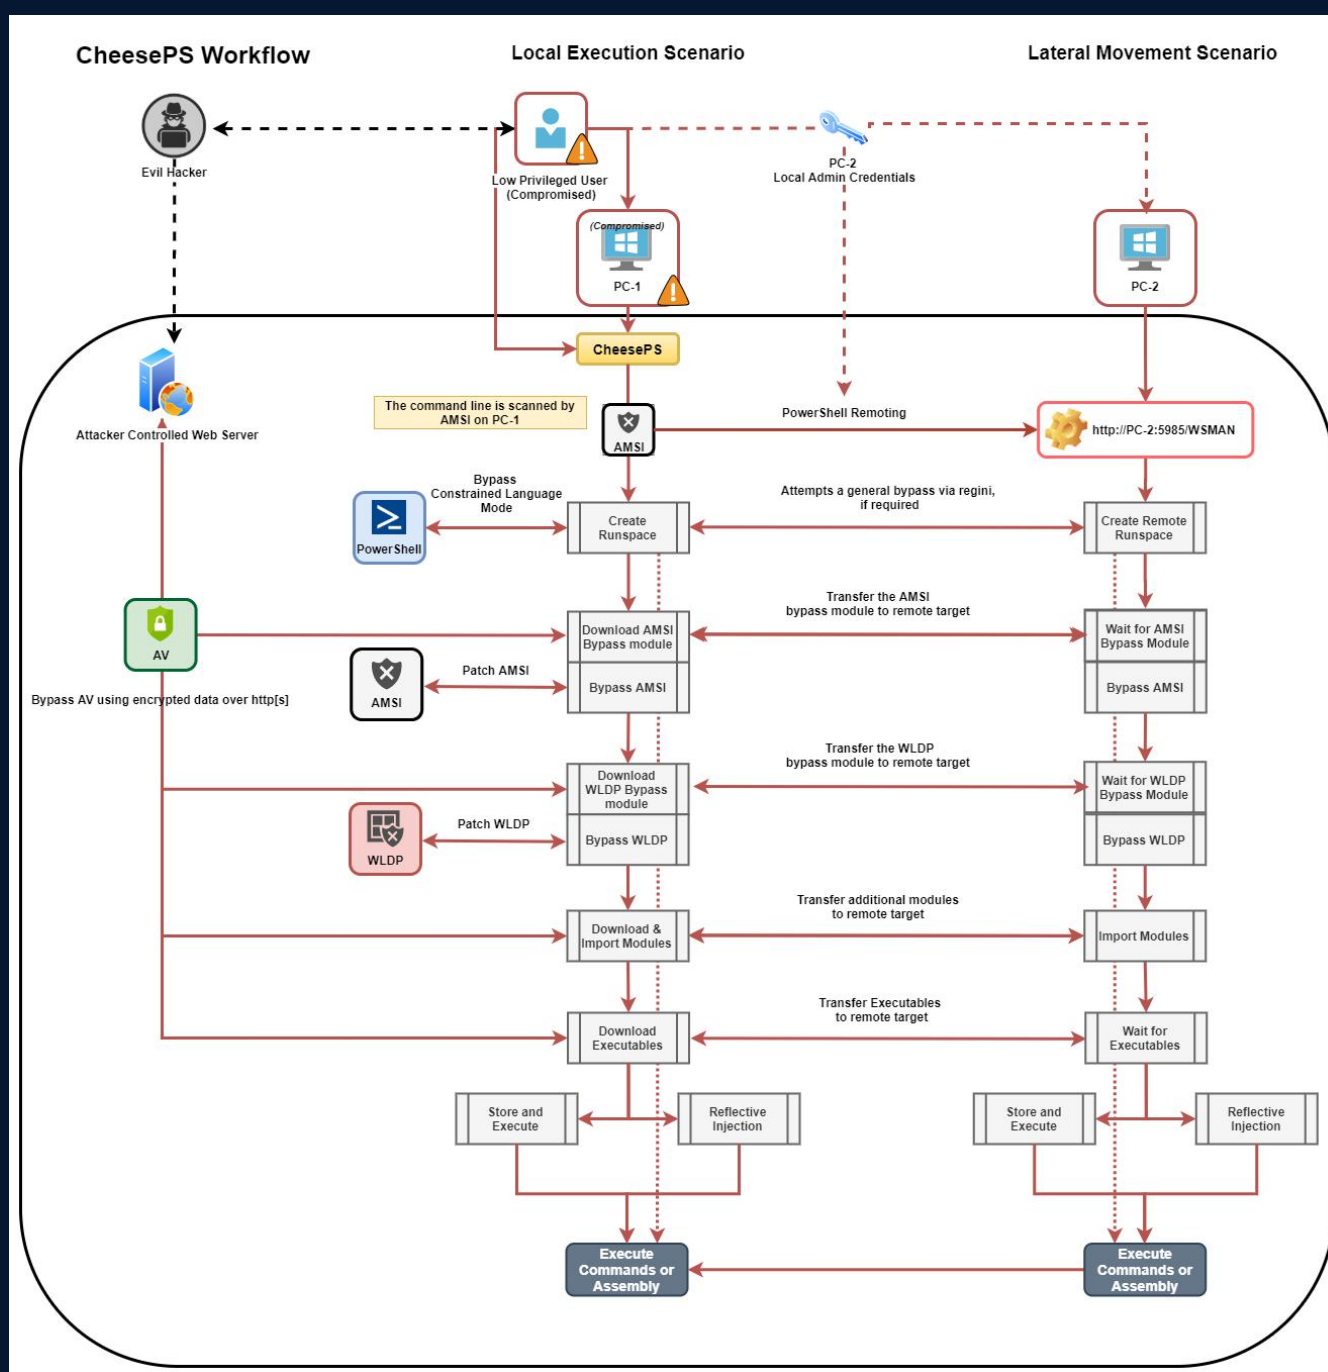 CheesePS Workflow
Local Execution Scenario
Lateral Movement Scenario
Evil Hacker
Low Privileged User
(Compromised)
PC-2
Local Admin Credentials
(Compromised)
PC-1
PC-2
CheesePS
The command line is scanned by
AMSI on PC-1
AMSI
PowerShell Remoting
http://PC-2:5985/WSMAN
Attacker Controlled Web Server
Bypass
Constrained Language
Mode
PowerShell
Create
Runspace
Attempts a general bypass via regini,
if required
Create Remote
Runspace
Transfer the AMSI
bypass module to remote target
AV
Bypass AV using encrypted data over http[s]
Download AMSI
Bypass module
Wait for AMSI
Bypass Module
Patch AMSI
AMSI
Bypass AMSI
Bypass AMSI
Transfer the WLDP
bypass module to remote target
Download
WLDP Bypass
module
Wait for WLDP
Bypass Module
Patch WLDP
WLDP
Bypass WLDP
Bypass WLDP
Transfer additional modules
to remote target
Download &
Import Modules
Import Modules
Transfer Executables
to remote target
Download
Executables
Wait for
Executables
Store and
Execute
Reflective
Injection
Store and
Execute
Reflective
Injection
Execute
Commands or
Assembly
Execute
Commands or
Assembly